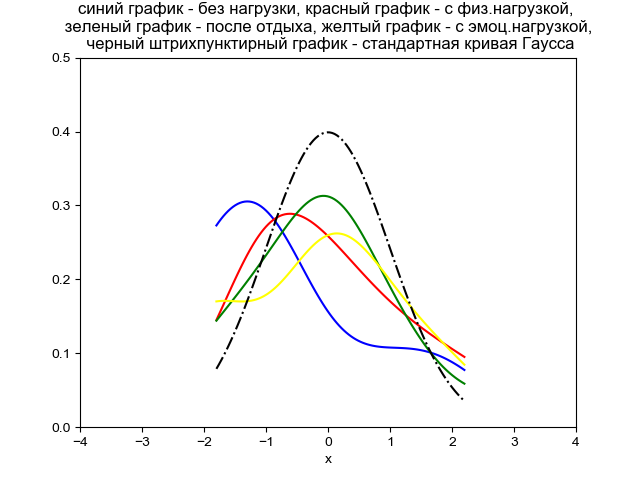 синий график - без нагрузки, красный график - с физ.нагрузкой,
зеленый график - после отдыха, желтый график - с эмоц.нагрузкой,
черный штрихпунктирный график - стандартная кривая Гаусса
0.5
0.4
0.3
0.2
0.1
0.0
−4 −3 −2 −1 0 1 2 3 4
x